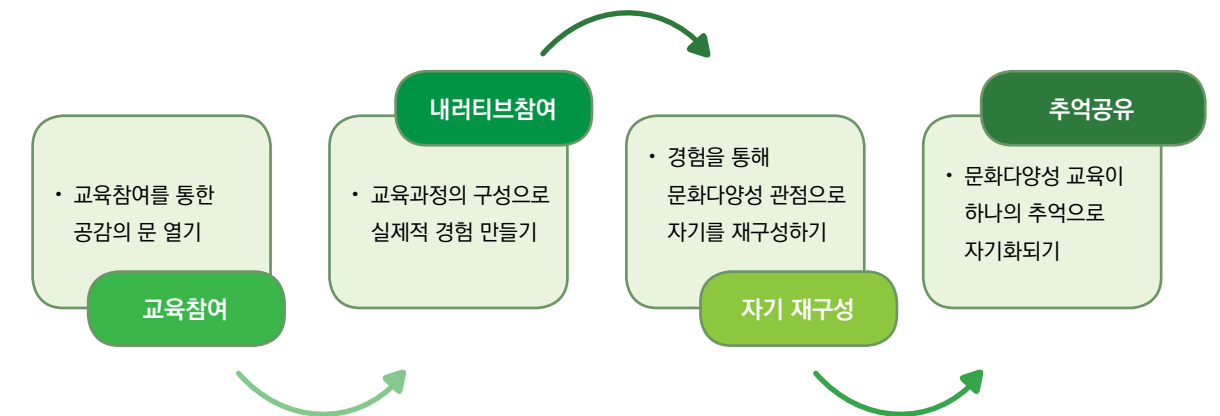 • 교육참여를 통한
공감의 문 열기
교육참여
내러티브참여
• 교육과정의 구성으로
실제적 경험 만들기
• 경험을 통해
문화다양성 관점으로
자기를 재구성하기
자기 재구성
추억공유
• 문화다양성 교육이
하나의 추억으로
자기화되기